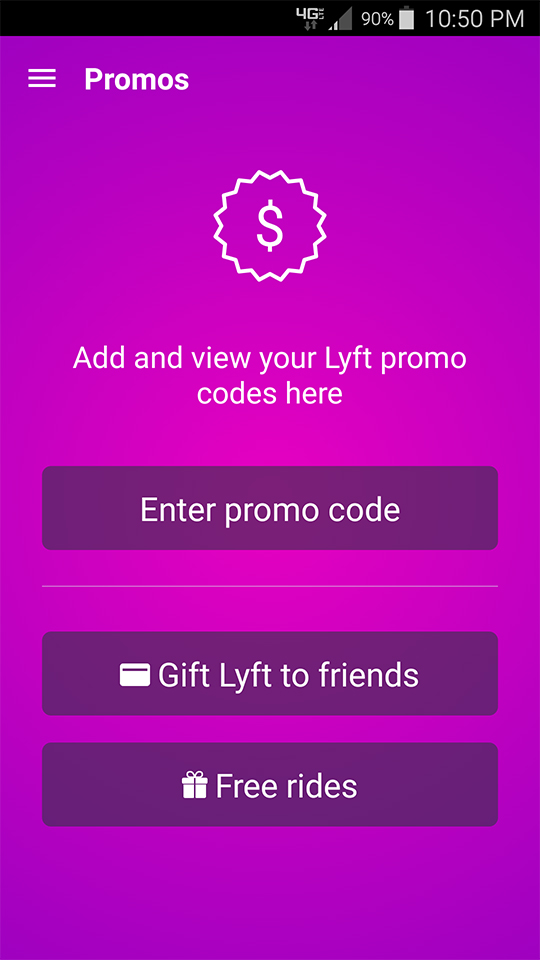 4G LTE 90% 10:50 PM
Promos
$
Add and view your Lyft promo
codes here
Enter promo code
Gift Lyft to friends
Free rides